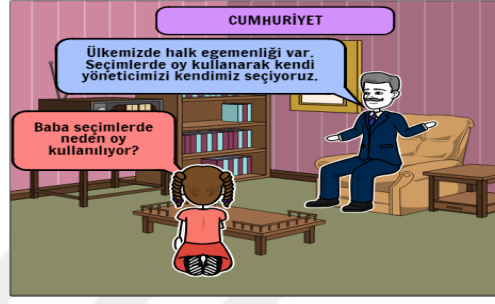 CUMHURİYET
Ülkemizde halk egemenliği var.
Seçimlerde oy kullanarak kendi
yöneticimizi kendimiz seçiyoruz.
Baba seçimlerde
neden oy
kullanılıyor?